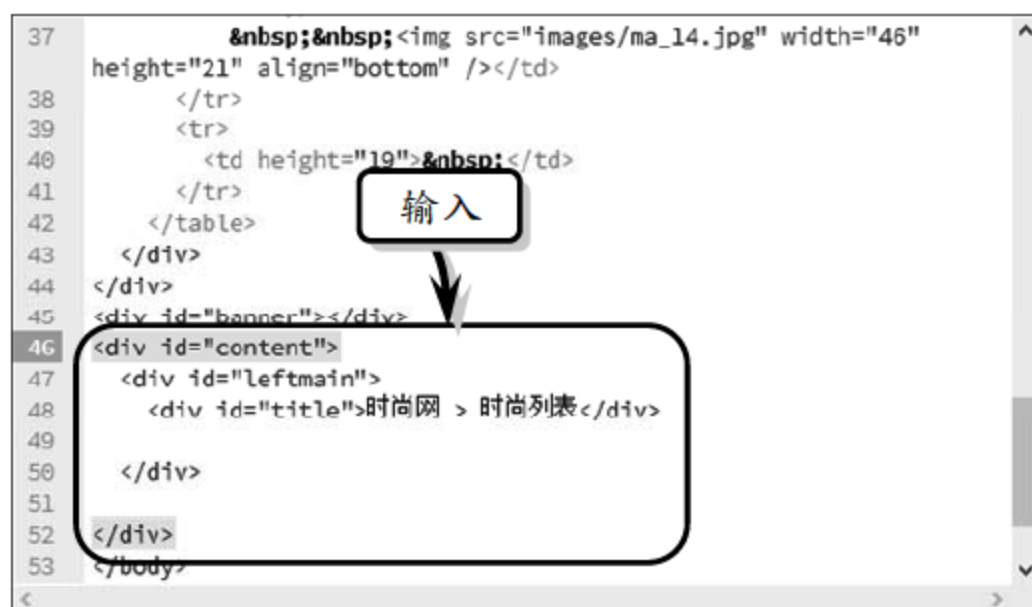 37 &nbsp;&nbsp;<img src="images/ma_14.jpg" width="46"
height="21" align="bottom" /></td>
38 </tr>
39 <tr>
40 <td height="19">&nbsp;</td>
41 </tr>
输入
42 </table>
43 </div>
44 </div>
45 <div id="banner"></div>
46 <div id="content">
47 <div id="leftmain">
48 <div id="title">时尚网 > 时尚列表</div>
49
50 </div>
51
52 </div>
53 </body>